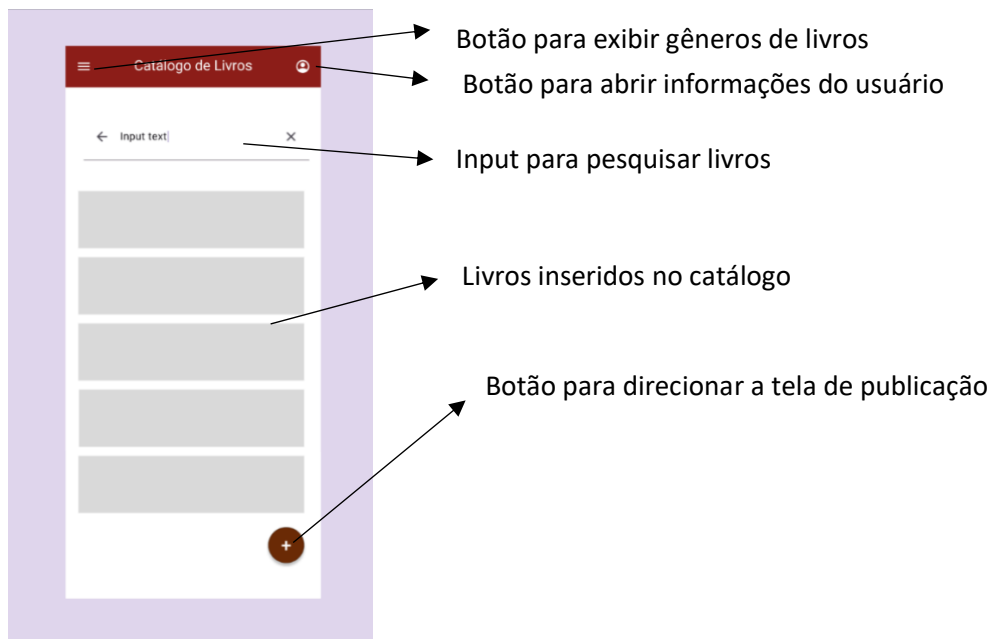 Botão para exibir gêneros de livros
Catálogo de Livros
Botão para abrir informações do usuário
Input text
Input para pesquisar livros
Livros inseridos no catálogo
Botão para direcionar a tela de publicação